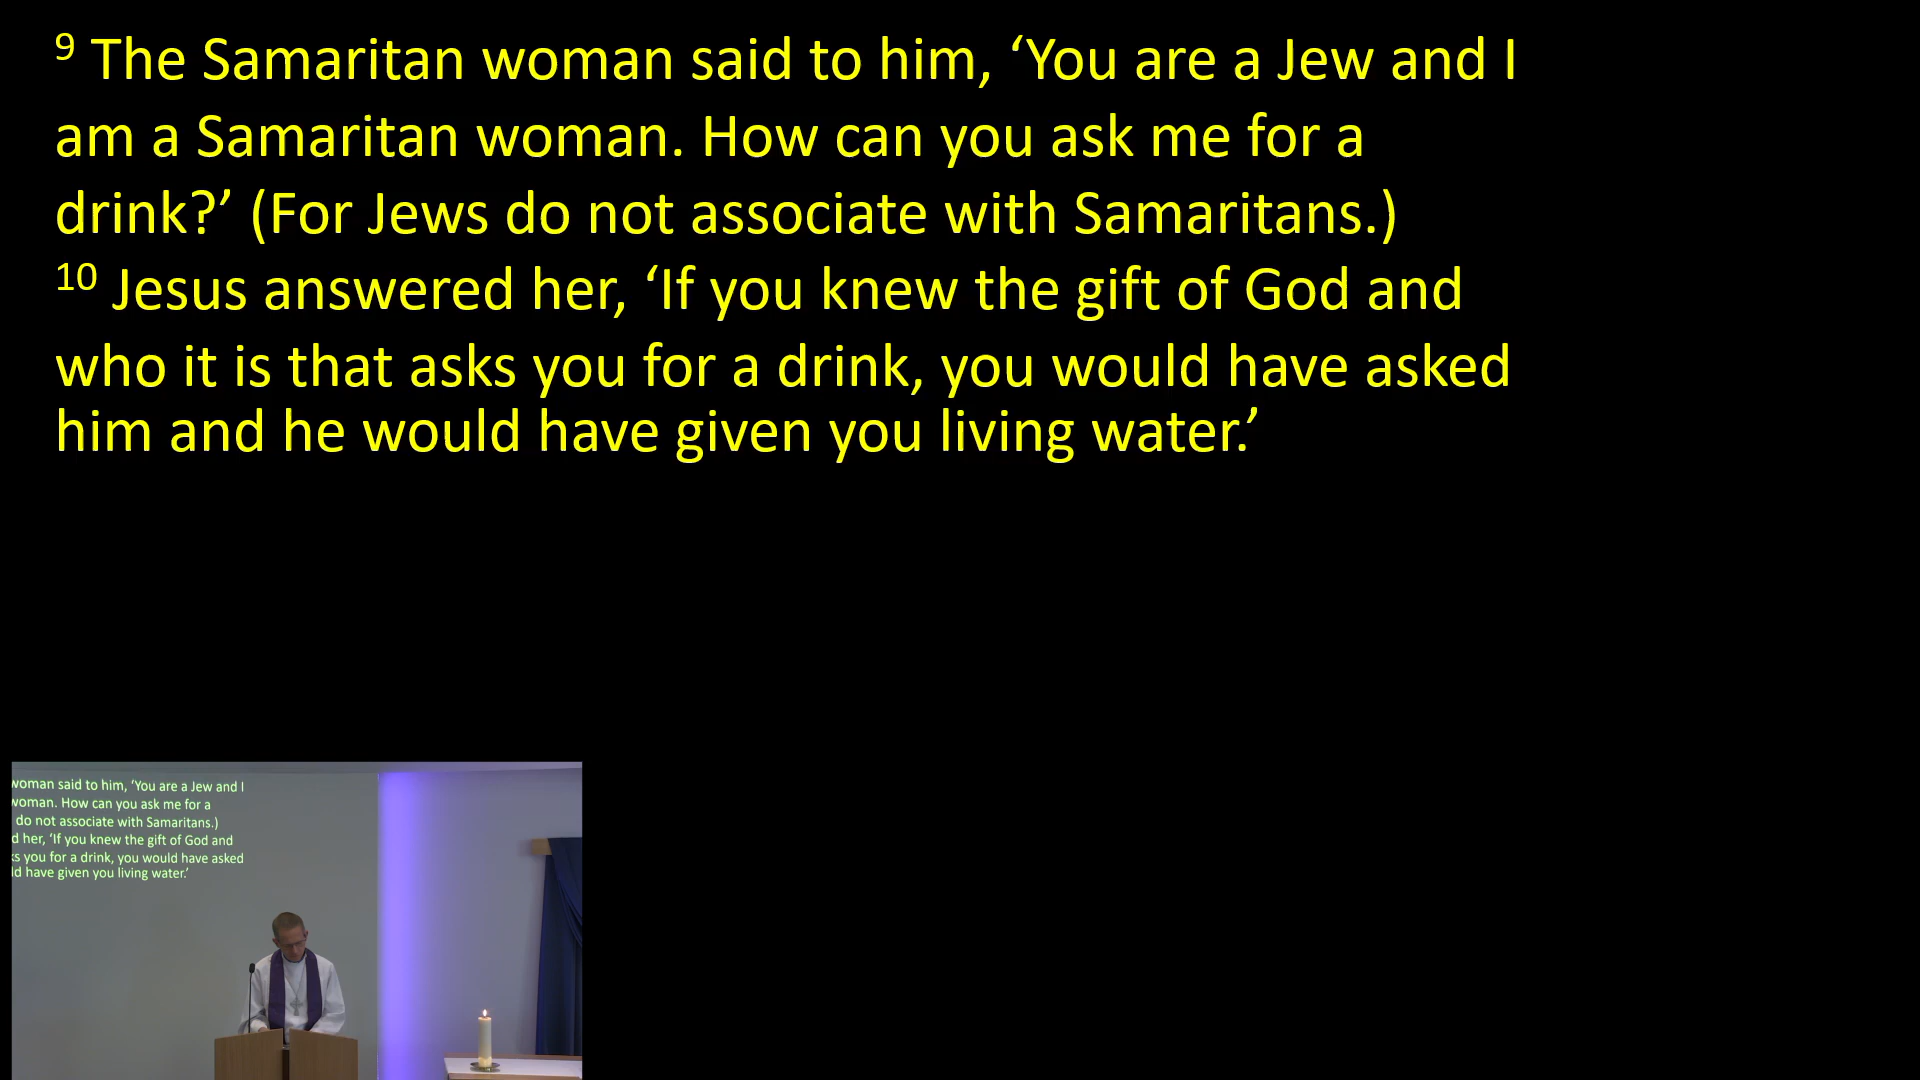 9 The Samaritan woman said to him, ‘You are a Jew and I
am a Samaritan woman. How can you ask me for a
drink?’ (For Jews do not associate with Samaritans.)
10 Jesus answered her, ‘If you knew the gift of God and
who it is that asks you for a drink, you would have asked
him and he would have given you living water.’
woman said to him, ‘You are a Jew and I
woman. How can you ask me for a
do not associate with Samaritans.)
d her, ‘If you knew the gift of God and
ks you for a drink, you would have asked
ld have given you living water.’